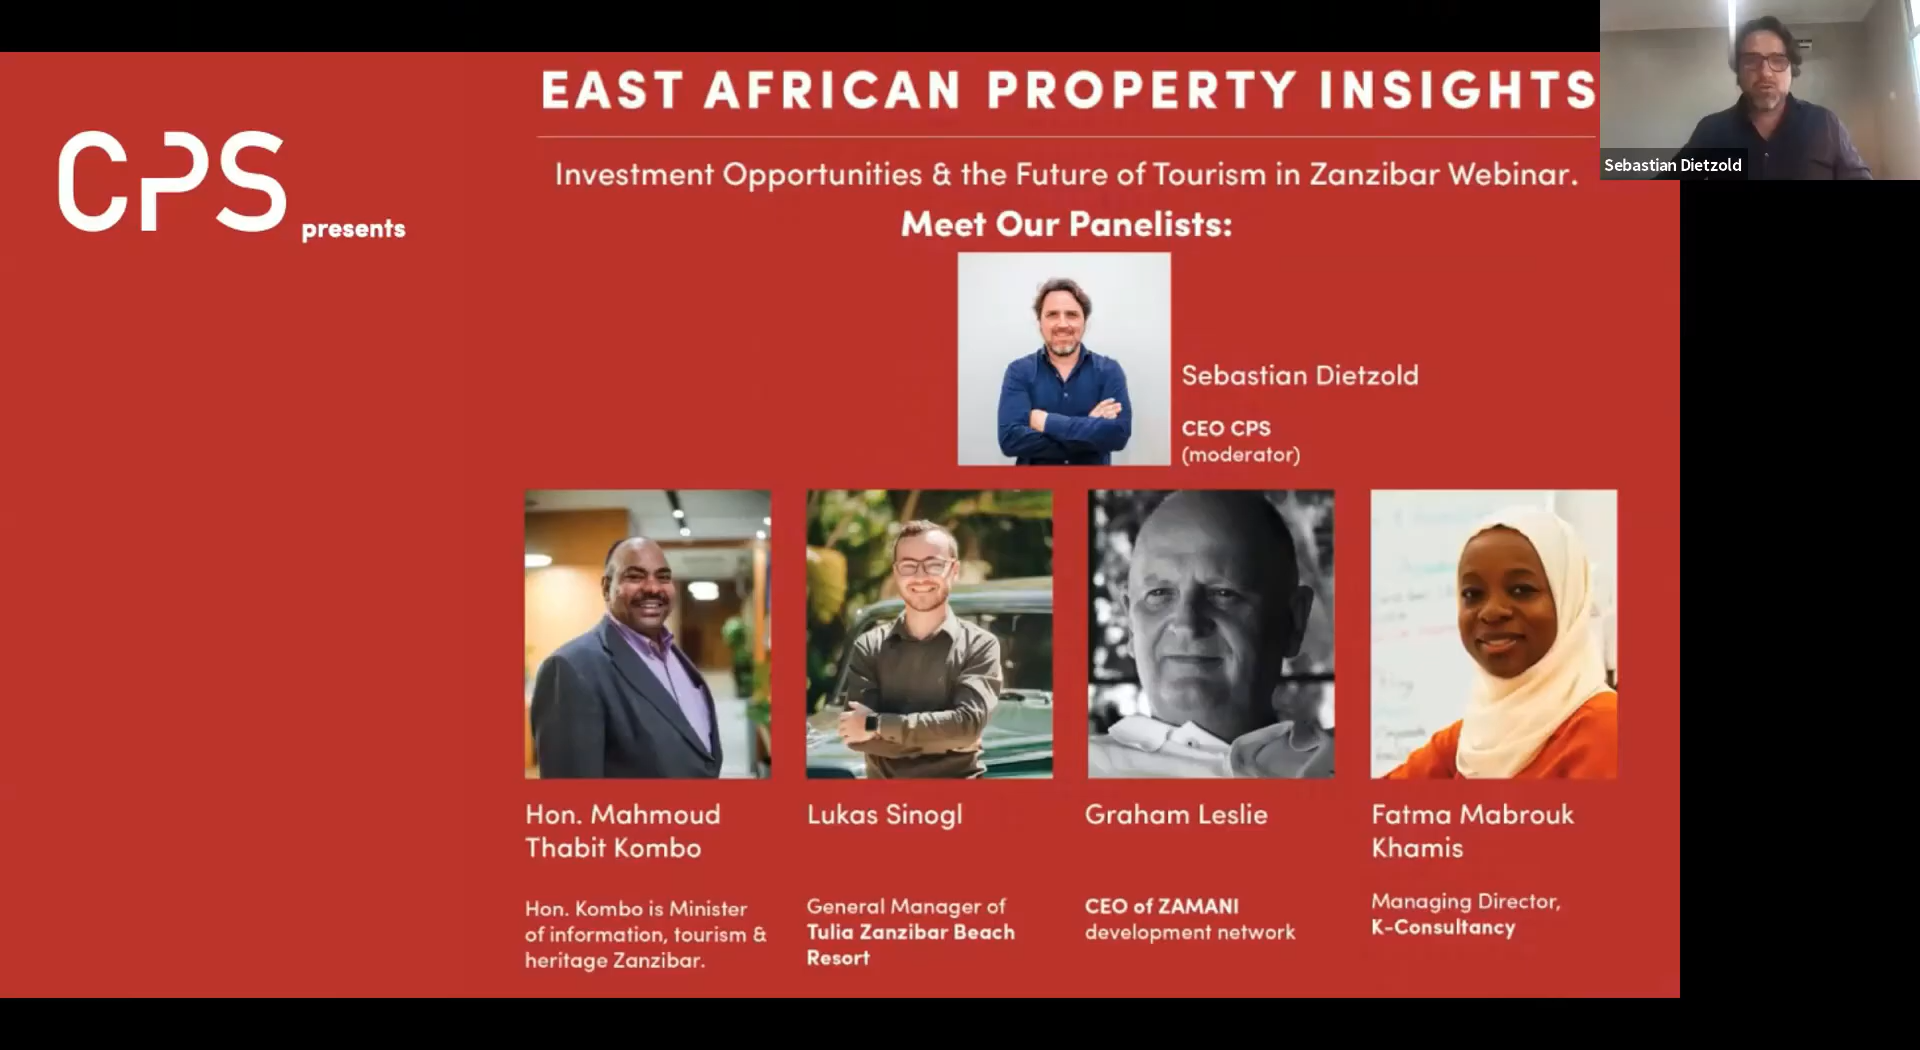 CPS presents
EAST AFRICAN PROPERTY INSIGHTS
Investment Opportunities & the Future of Tourism in Zanzibar Webinar.
Meet Our Panelists:
Sebastian Dietzold
Sebastian Dietzold
CEO CPS
(moderator)
Hon. Mahmoud
Thabit Kombo
Hon. Kombo is Minister
of information, tourism &
heritage Zanzibar.
Lukas Sinogl
General Manager of
Tulia Zanzibar Beach
Resort
Graham Leslie
CEO of ZAMANI
development network
Fatma Mabrouk
Khamis
Managing Director,
K-Consultancy